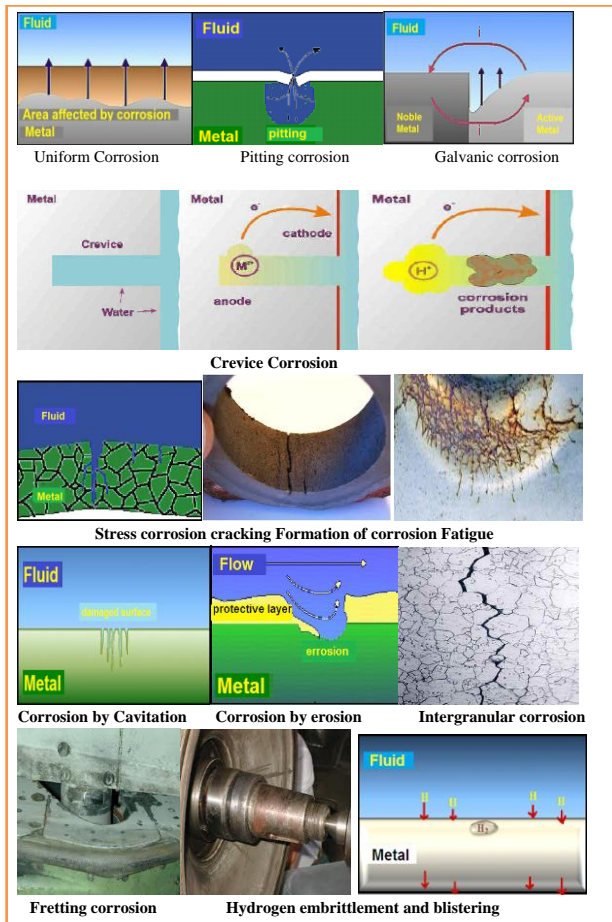 Fluid
Fluid
Fluid
i
Area affected by corrosion
Metal
Metal
pitting
i
Noble
Metal
Active
Metal
Uniform Corrosion
Pitting corrosion
Galvanic corrosion
Metal
Metal
Metal
e-
e-
Crevice
cathode
M
H+
Water
anode
corrosion
products
Crevice Corrosion
Fluid
Metal
Stress corrosion cracking Formation of corrosion Fatigue
Fluid
damaged surface
Metal
Flow
protective layer
errosion
Metal
Corrosion by Cavitation
Corrosion by erosion
Intergranular corrosion
Fluid
H
H
H
H
H2
Metal
Fretting corrosion
Hydrogen embrittlement and blistering